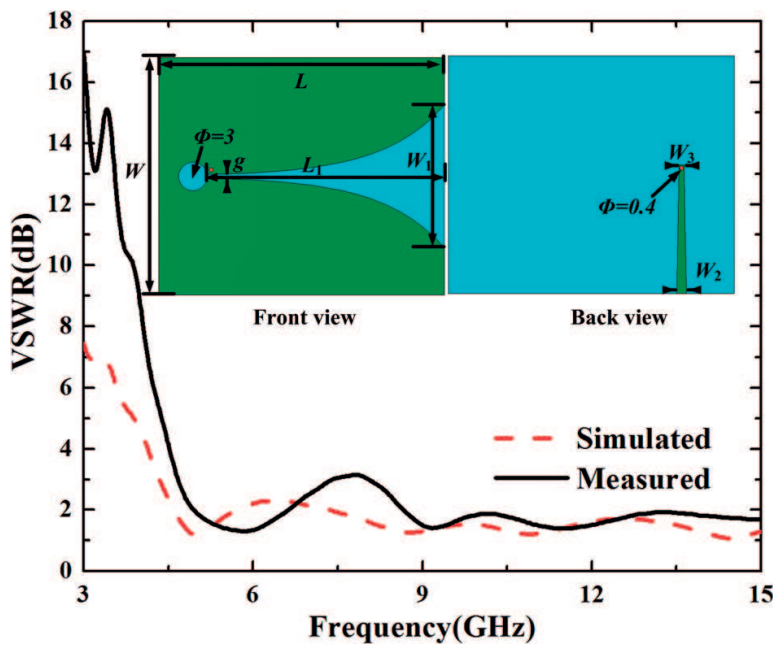 VSWR(dB)
18
16
14
12
10
8
6
4
2
0
L
W
Φ=3
g
L1
W1
W3
Φ=0.4
W2
Front view
Back view
Simulated
Measured
3
6
9
12
15
Frequency(GHz)